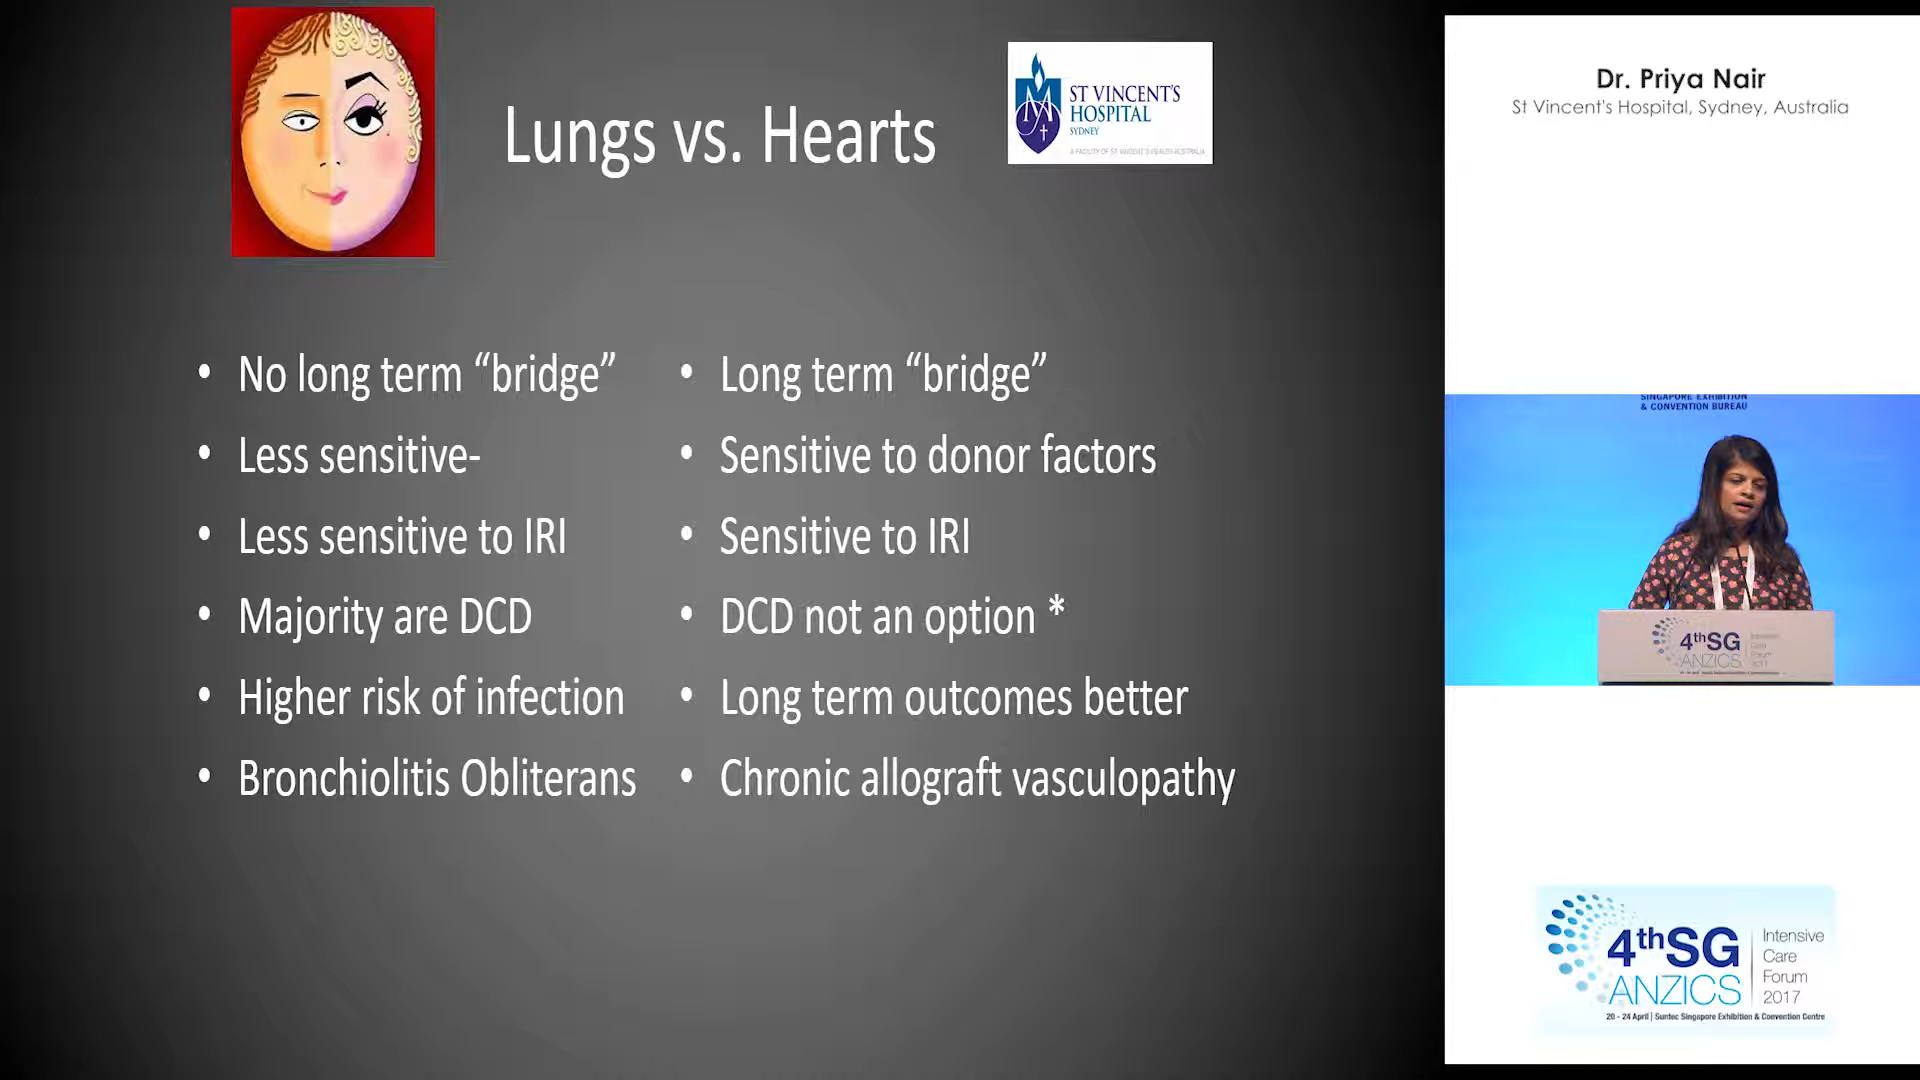 Lungs vs. Hearts
ST VINCENT'S
HOSPITAL
SYDNEY
A FACILITY OF ST VINCENT'S HEALTH AUSTRALIA
• No long term “bridge”
• Less sensitive-
• Less sensitive to IRI
• Majority are DCD
• Higher risk of infection
• Bronchiolitis Obliterans
• Long term “bridge”
• Sensitive to donor factors
• Sensitive to IRI
• DCD not an option *
• Long term outcomes better
• Chronic allograft vasculopathy
Dr. Priya Nair
St Vincent's Hospital, Sydney, Australia
SINGAPORE EXHIBITION
& CONVENTION BUREAU
4thSG
ANZICS
4thSG
ANZICS
Intensive
Care
Forum
2017
20 - 24 April | Suntec Singapore Exhibition & Convention Centre